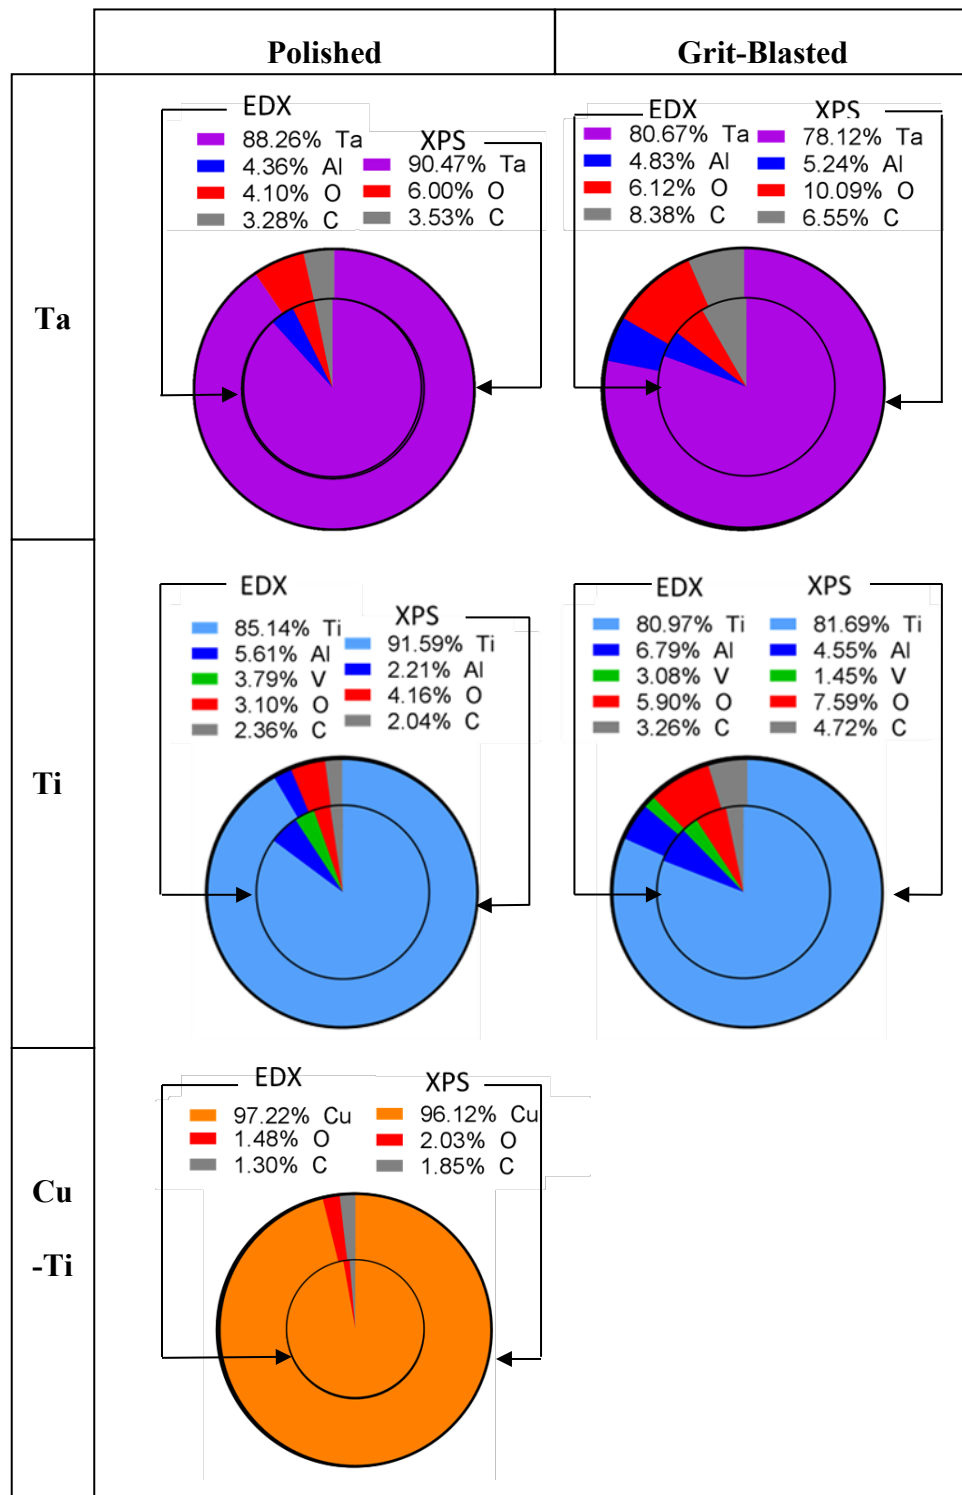 Polished
Grit-Blasted
Ta
EDX
88.26% Ta
4.36% Al
4.10% O
3.28% C
XPS
90.47% Ta
6.00% O
3.53% C
EDX
80.67% Ta
4.83% Al
6.12% O
8.38% C
XPS
78.12% Ta
5.24% Al
10.09% O
6.55% C
Ti
EDX
85.14% Ti
5.61% Al
3.79% V
3.10% O
2.36% C
XPS
91.59% Ti
2.21% Al
4.16% O
2.04% C
EDX
80.97% Ti
6.79% Al
3.08% V
5.90% O
3.26% C
XPS
81.69% Ti
4.55% Al
1.45% V
7.59% O
4.72% C
Cu
-Ti
EDX
97.22% Cu
1.48% O
1.30% C
XPS
96.12% Cu
2.03% O
1.85% C